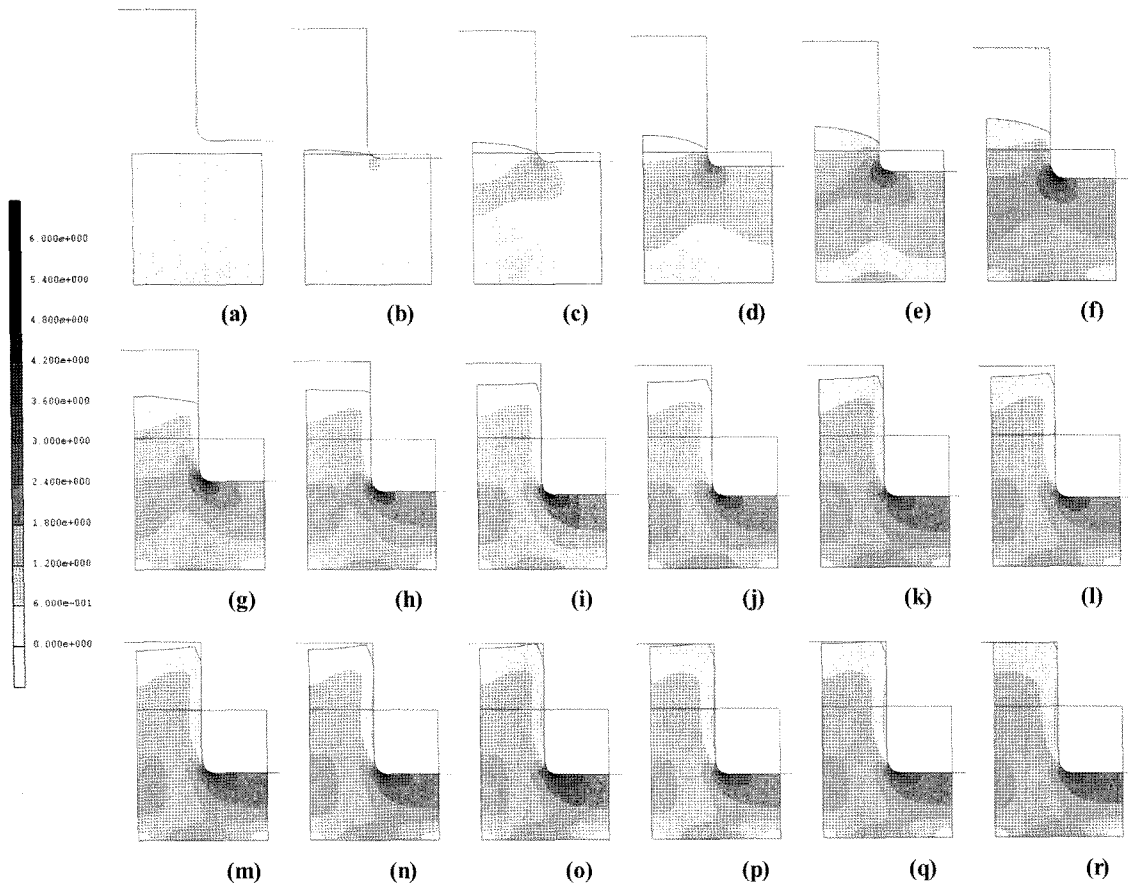 (a) (b) (c) (d) (e) (f)
6.000e+000
5.400e+000
4.800e+000
4.200e+000
3.600e+000
3.000e+000
2.400e+000
1.800e+000
1.200e+000
6.000e-001
0.000e+000
(g) (h) (i) (j) (k) (l)
(m) (n) (o) (p) (q) (r)